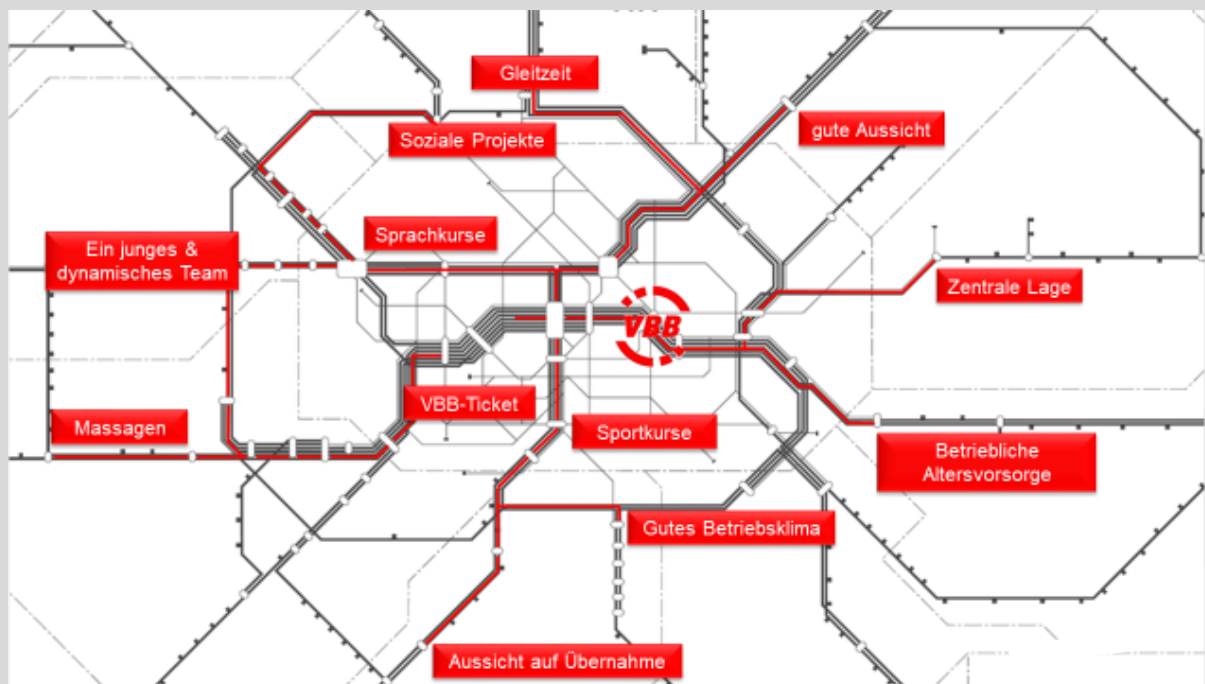 Gleitzeit
gute Aussicht
Soziale Projekte
Sprachkurse
Ein junges &
dynamisches Team
Zentrale Lage
VBB
VBB-Ticket
Massagen
Sportkurse
Betriebliche
Altersvorsorge
Gutes Betriebsklima
Aussicht auf Übernahme